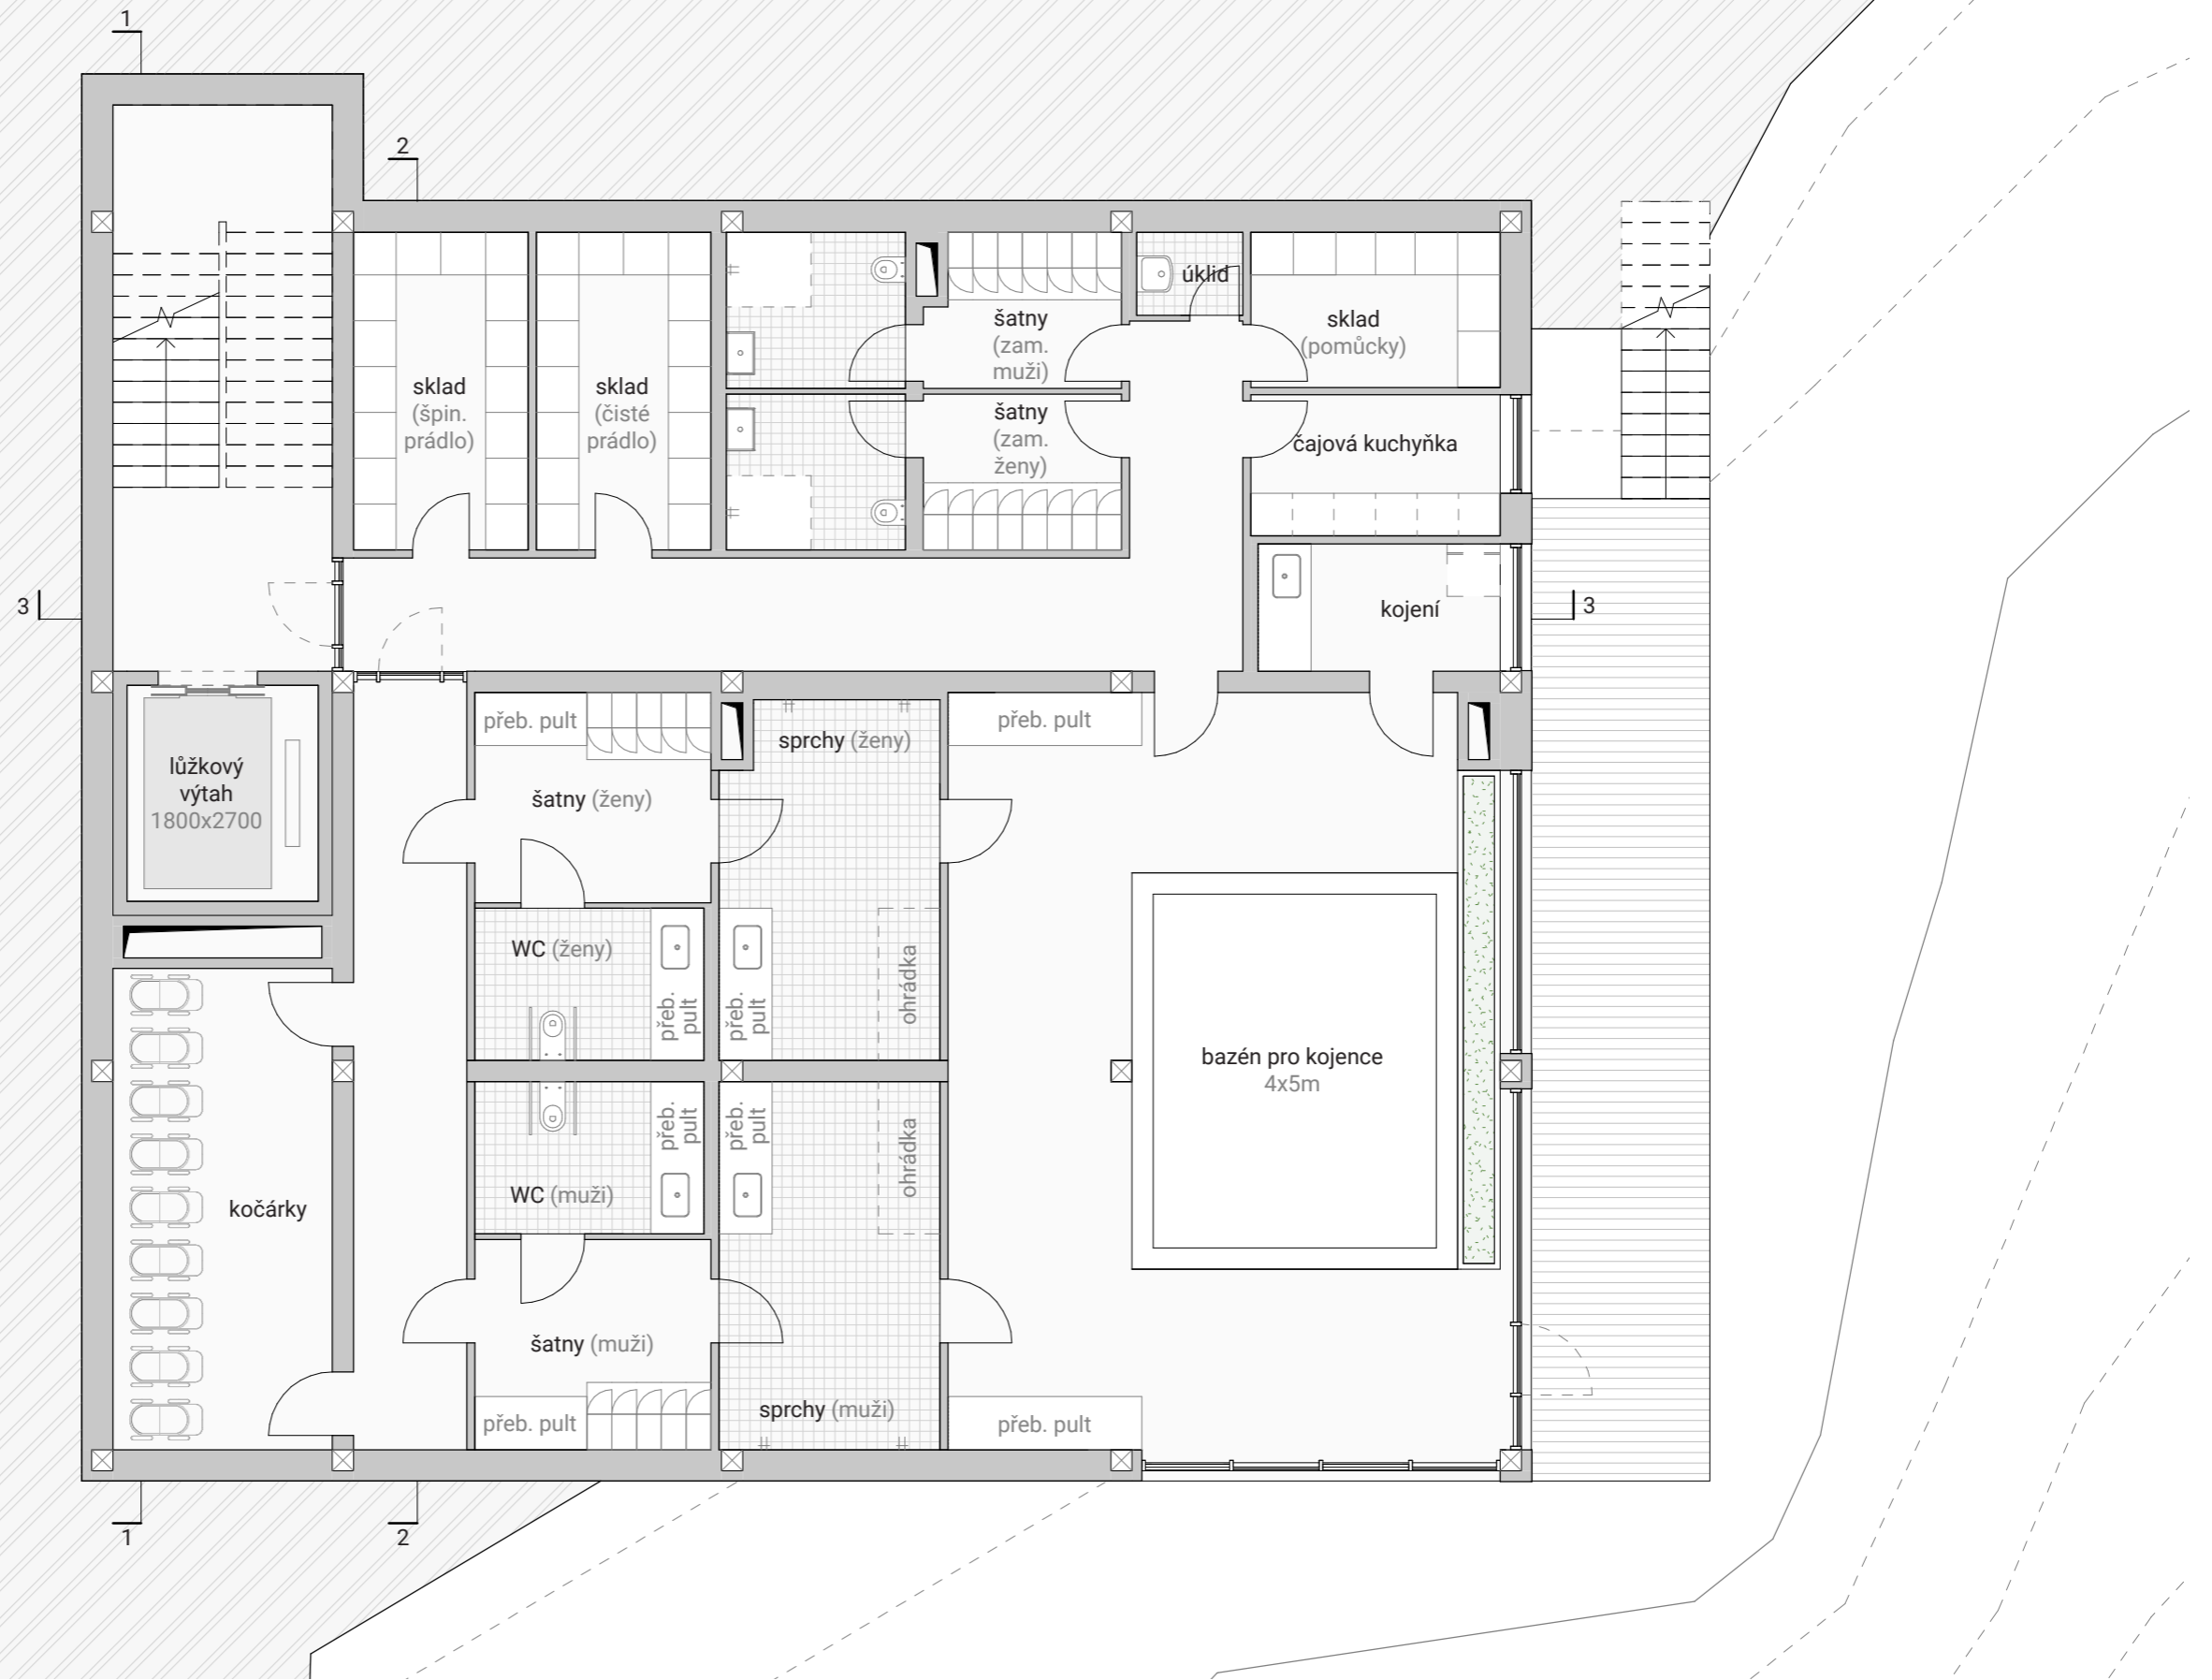 1
2
úklid
šatny
(zam.
muži)
sklad
(pomůcky)
sklad
(špin.
prádlo)
sklad
(čisté
prádlo)
šatny
(zam.
ženy)
čajová kuchyňka
3
kojení
3
přeb. pult
sprchy (ženy)
přeb. pult
lůžkový
výtah
1800x2700
šatny (ženy)
WC (ženy)
přeb.
pult
přeb.
pult
ohrádka
bazén pro kojence
4x5m
přeb.
pult
přeb.
pult
ohrádka
WC (muži)
kočárky
šatny (muži)
přeb. pult
sprchy (muži)
přeb. pult
1
2